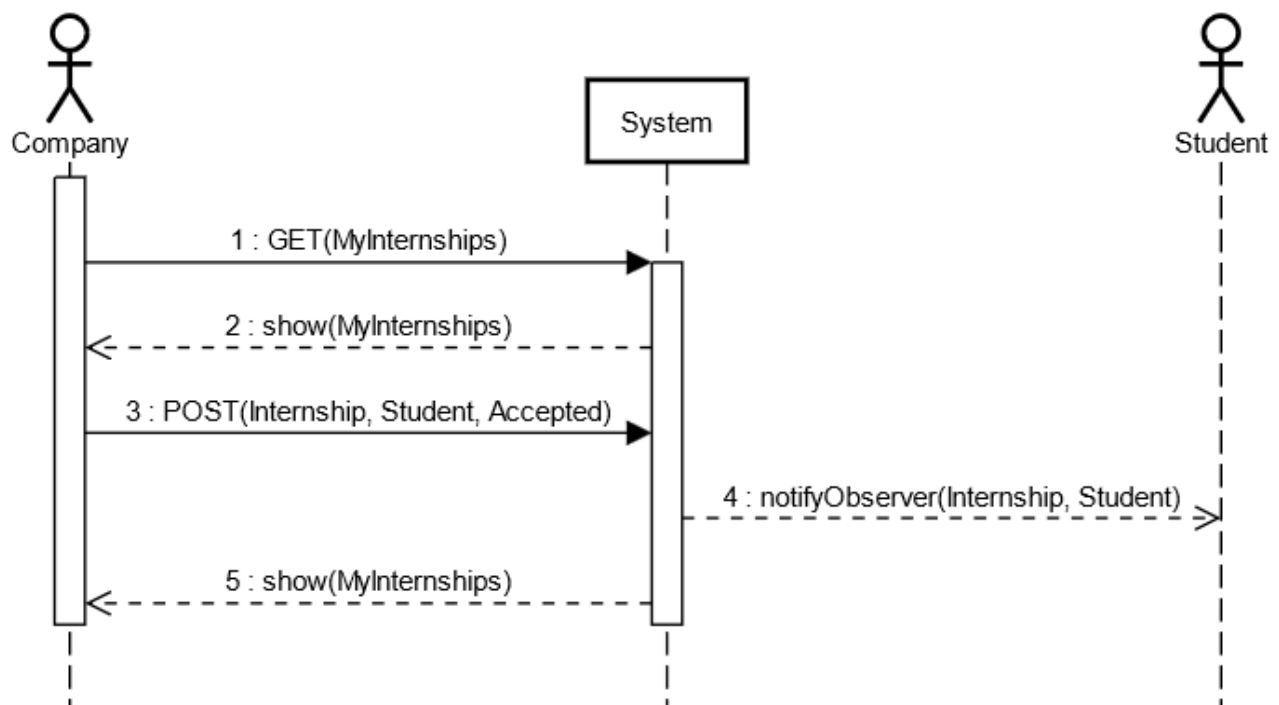 Company
System
Student
1 : GET(MyInternships)
2 : show(MyInternships)
3 : POST(Internship, Student, Accepted)
4 : notifyObserver(Internship, Student)
5 : show(MyInternships)